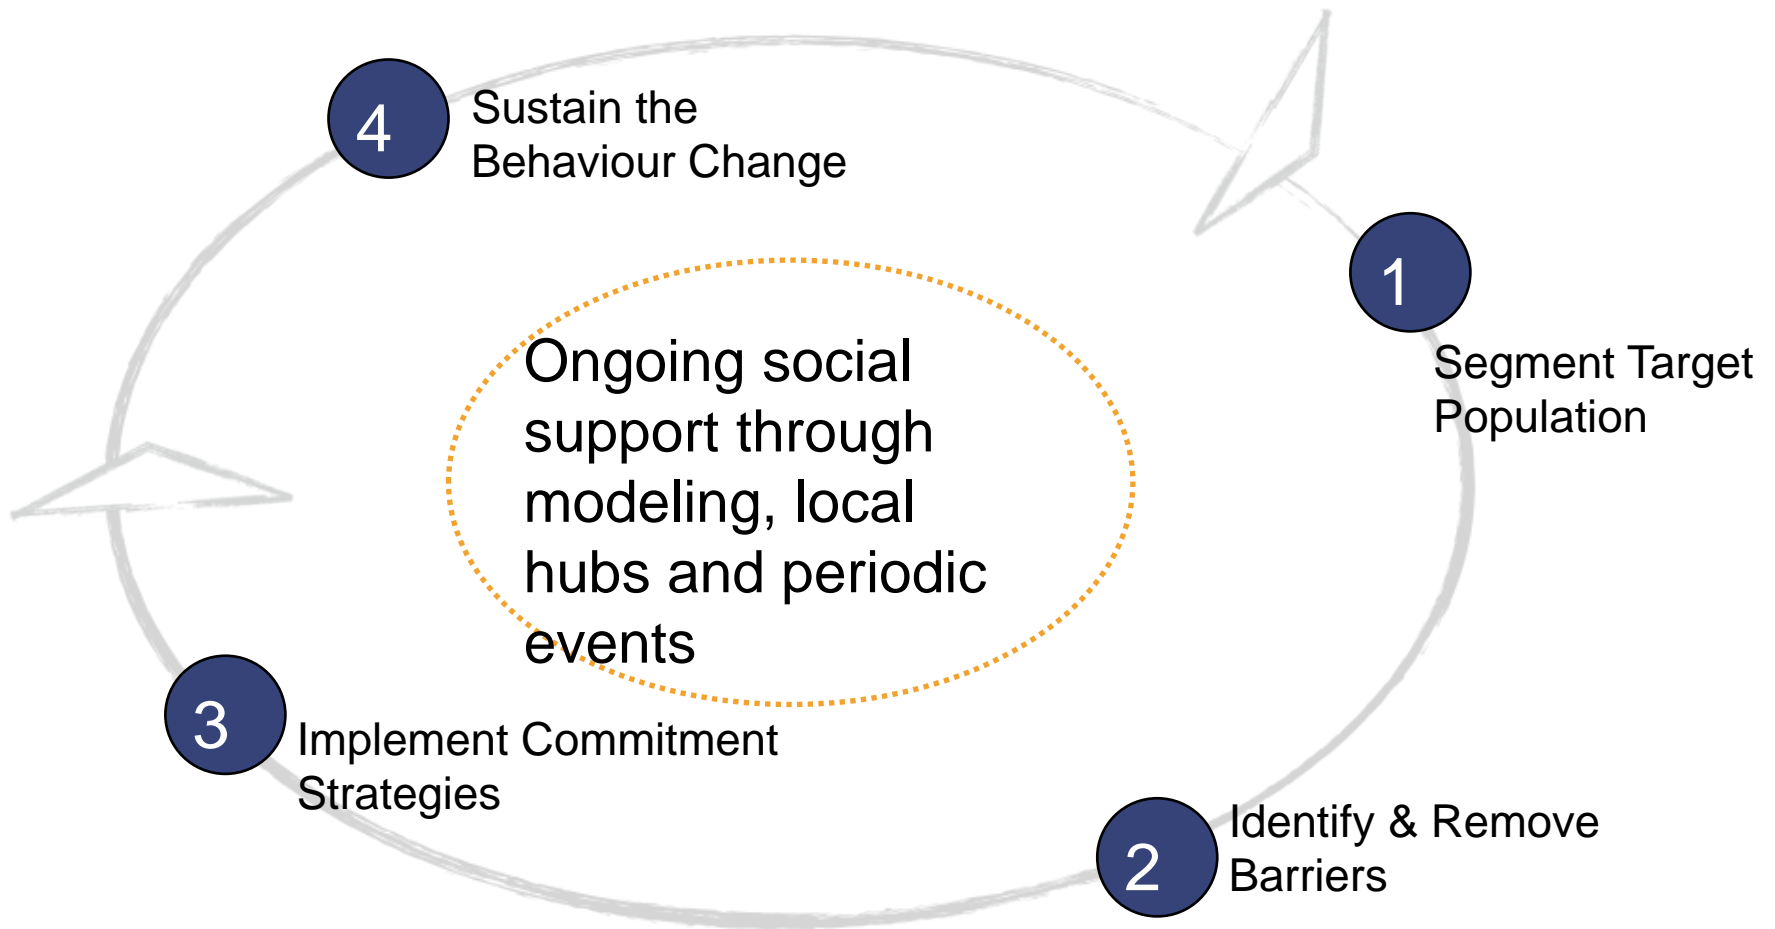 4
Sustain the
Behaviour Change
1
Segment Target
Population
Ongoing social
support through
modeling, local
hubs and periodic
events
3
Implement Commitment
Strategies
2
Identify & Remove
Barriers